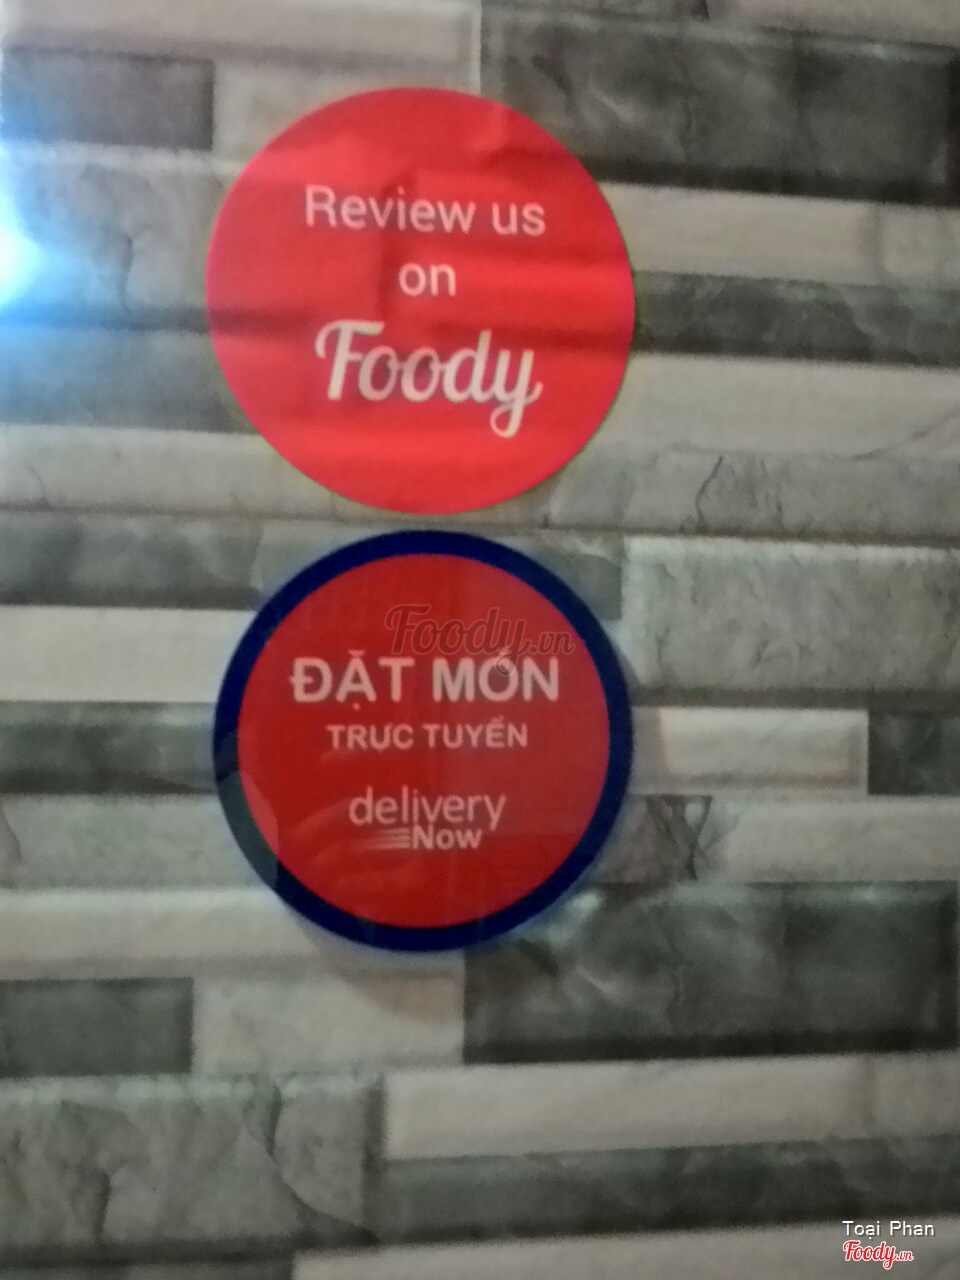 Review us
on
Foody
Foody.vn
ĐẶT MÓN
TRỰC TUYẾN
delivery
Now
Toại Phan
Foody.vn